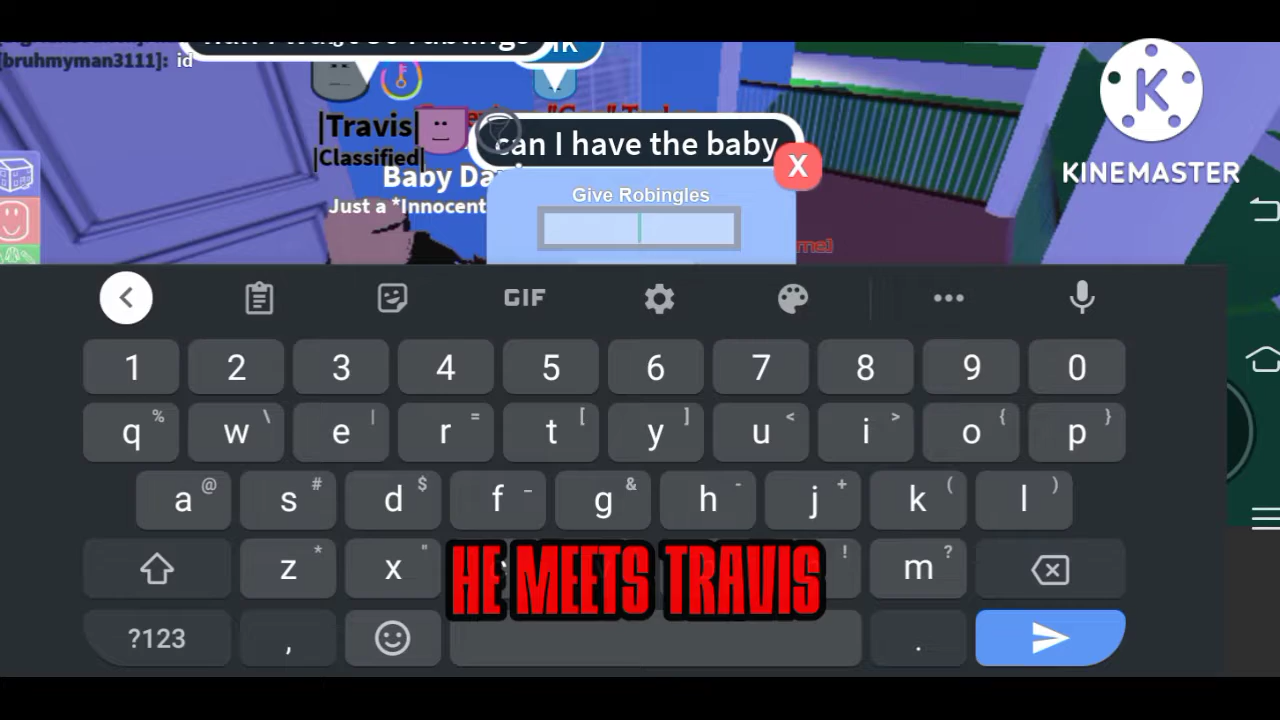 [bruhmyman3111]: id
can I have the baby
|Travis|
|Classified|
Baby Da
Just a *Innocent
Give Robingles
X
K
KINEMASTER
GIF
1 2 3 4 5 6 7 8 9 0
q % w \ e | r = t [ y ] u < i > o { p }
a @ s # d $ f _ g & h - j + k ( l )
z * x " ! m ?
HE MEETS TRAVIS
?123 , .